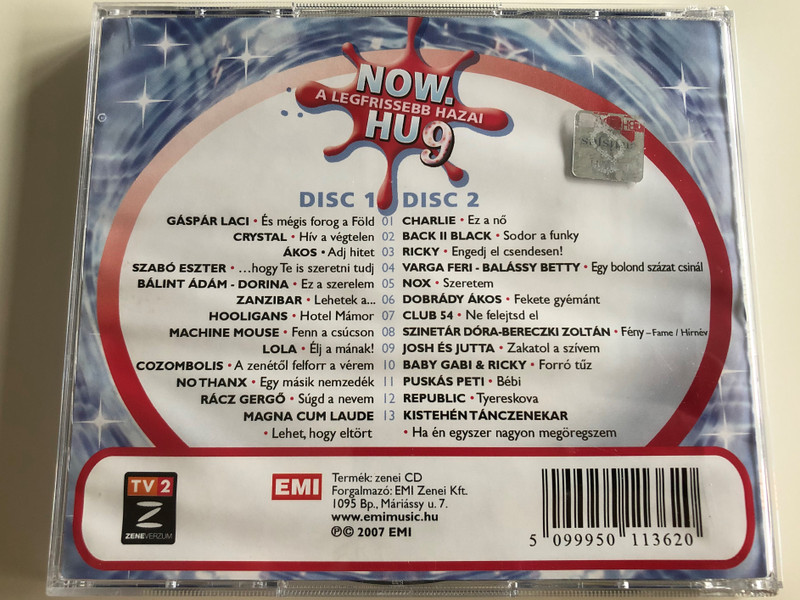 NOW.
A LEGFRISSEBB HAZAI
HU 9
DISC 1 DISC 2
GÁSPÁR LACI • És mégis forog a Föld 01 CHARLIE • Ez a nő
CRYSTAL • Hív a végtelen 02 BACK II BLACK • Sodor a funky
ÁKOS • Adj hitet 03 RICKY • Engedj el csendesen!
SZABÓ ESZTER • ...hogy Te is szeretni tudj 04 VARGA FERI - BALÁSSY BETTY • Egy bolond százat csinál
BÁLINT ÁDÁM - DORINA • Ez a szerelem 05 NOX • Szeretem
ZANZIBAR • Lehetek a... 06 DOBRÁDY ÁKOS • Fekete gyémánt
HOOLIGANS • Hotel Mámor 07 CLUB 54 • Ne felejtsd el
MACHINE MOUSE • Fenn a csúcson 08 SZINETÁR DÓRA-BERECZKI ZOLTÁN • Fény – Fame / Hírnév
LOLA • Élj a mának! 09 JOSH ÉS JUTTA • Zakatol a szívem
COZOMBOLIS • A zenétől felforr a vérem 10 BABY GABI & RICKY • Forró tűz
NO THANX • Egy másik nemzedék 11 PUSKÁS PETI • Bébi
RÁCZ GERGŐ • Súgd a nevem 12 REPUBLIC • Tyereskova
MAGNA CUM LAUDE 13 KISTEHÉN TÁNCZENEKAR
• Lehet, hogy eltört • Ha én egyszer nagyon megöregszem
TV 2
ZENEVERZUM
EMI
Termék: zenei CD
Forgalmazó: EMI Zenei Kft.
1095 Bp., Máriássy u. 7.
www.emimusic.hu
℗© 2007 EMI
5 099950 113620